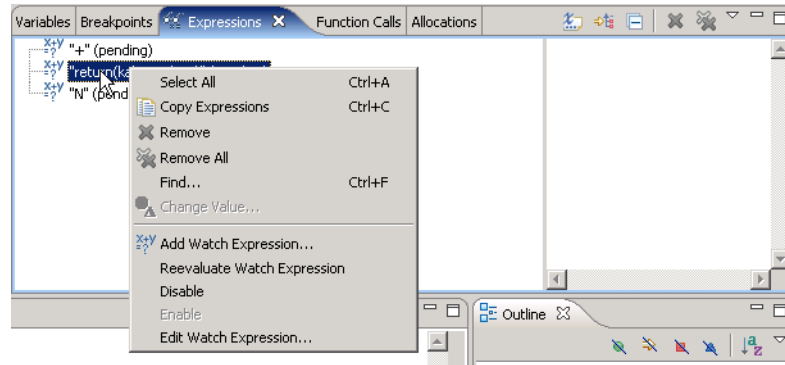 Variables Breakpoints Expressions Function Calls Allocations
"+" (pending)
"return(
"N" (pend
Select All Ctrl+A
Copy Expressions Ctrl+C
Remove
Remove All
Find... Ctrl+F
Change Value...
Add Watch Expression...
Reevaluate Watch Expression
Disable
Enable
Edit Watch Expression...
Outline